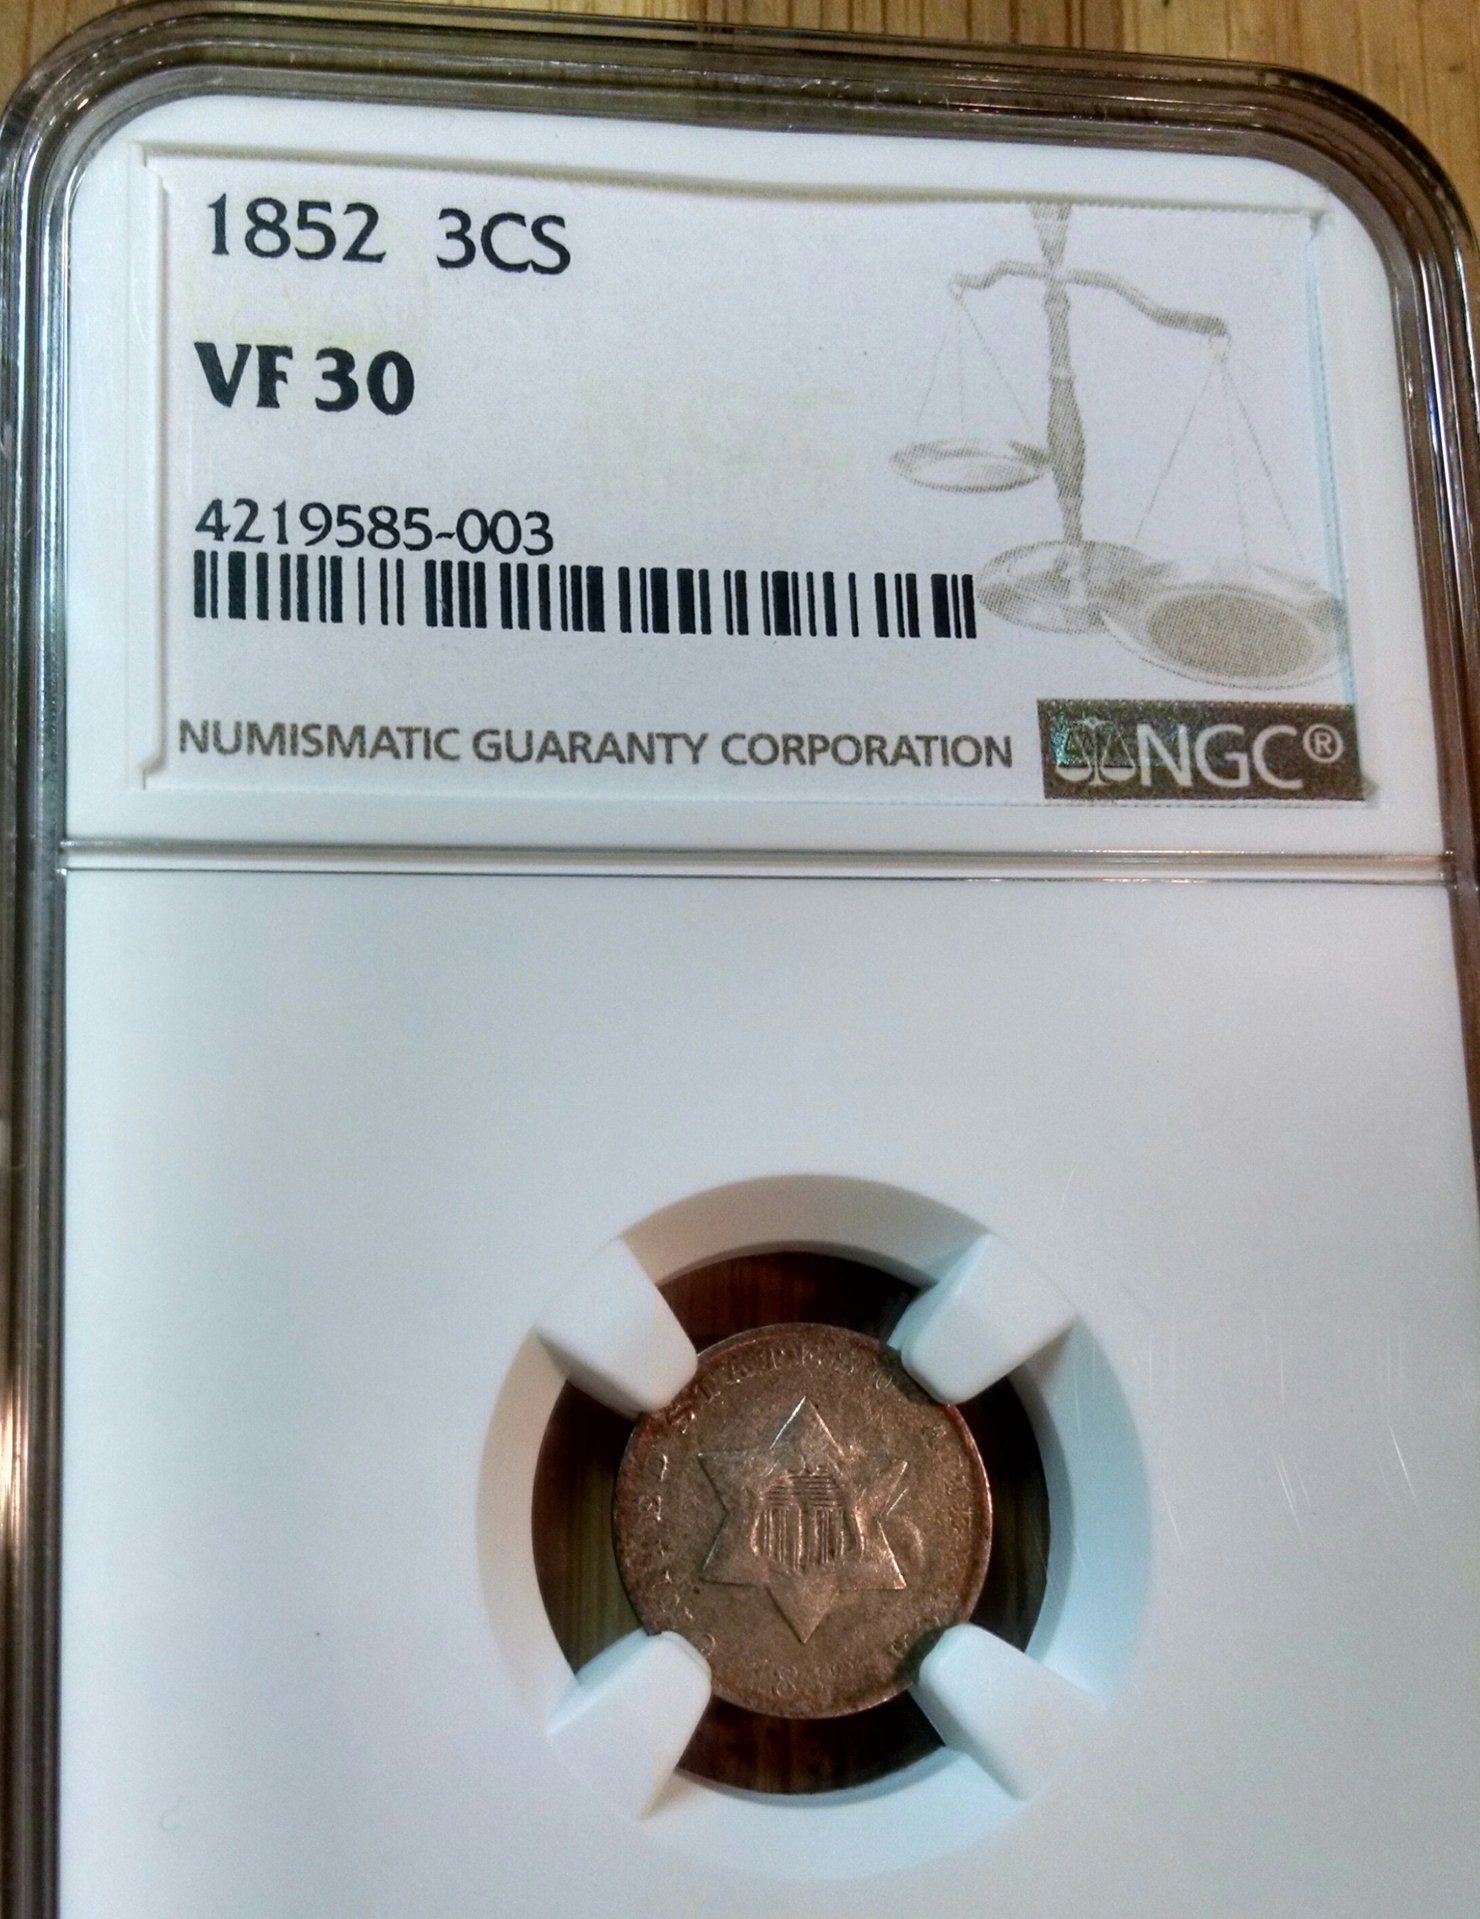 1852 3CS
VF 30
4219585-003
NUMISMATIC GUARANTY CORPORATION NGC®